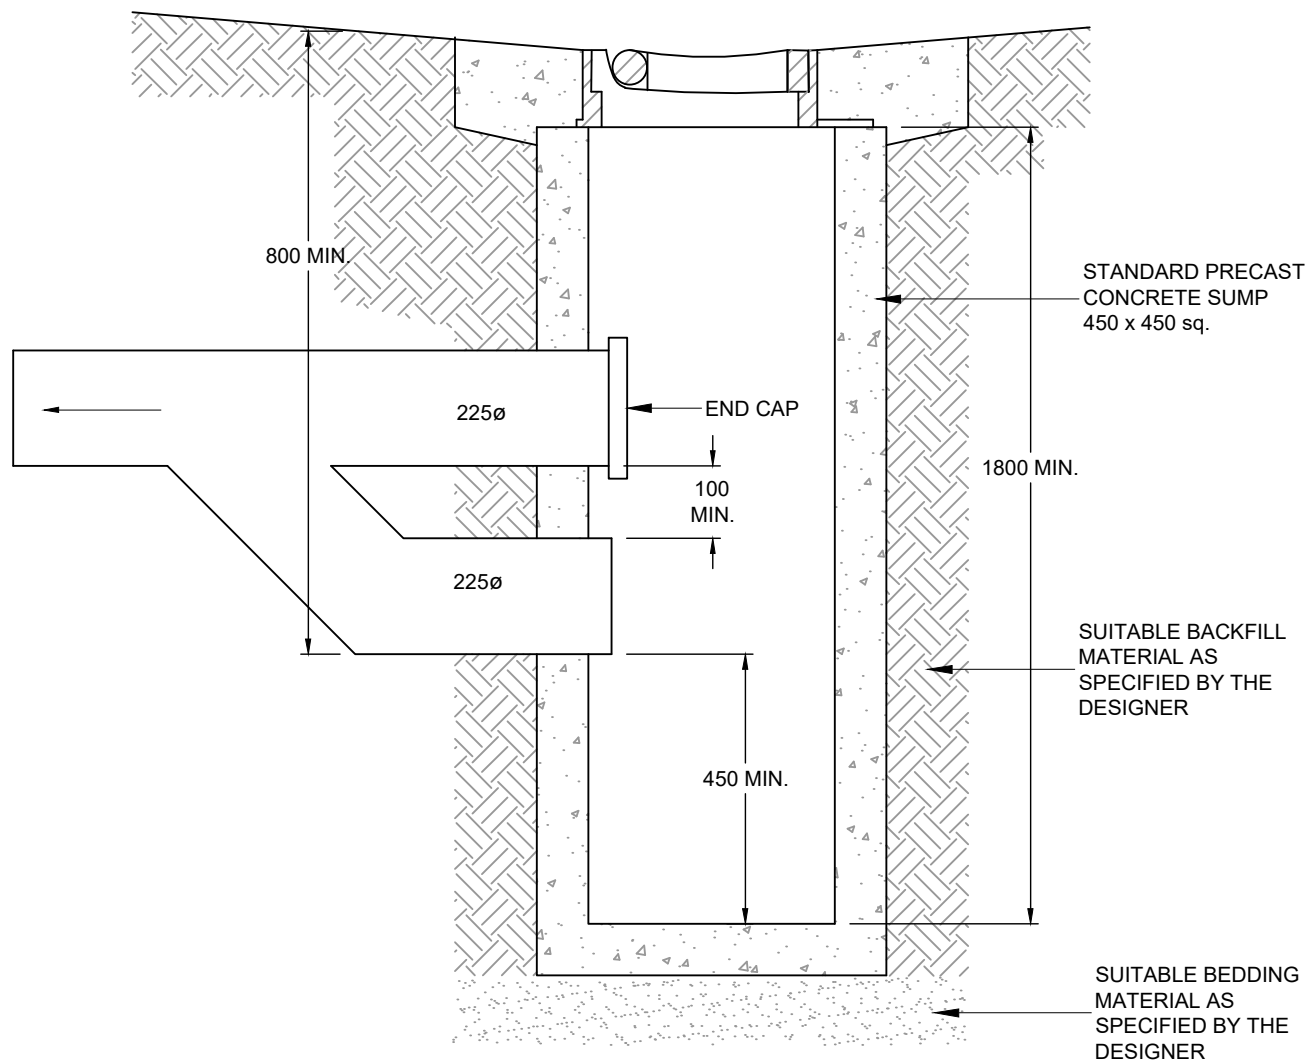 800 MIN.
STANDARD PRECAST
CONCRETE SUMP
450 x 450 sq.
225ø
END CAP
100
MIN.
1800 MIN.
225ø
SUITABLE BACKFILL
MATERIAL AS
SPECIFIED BY THE
DESIGNER
450 MIN.
SUITABLE BEDDING
MATERIAL AS
SPECIFIED BY THE
DESIGNER